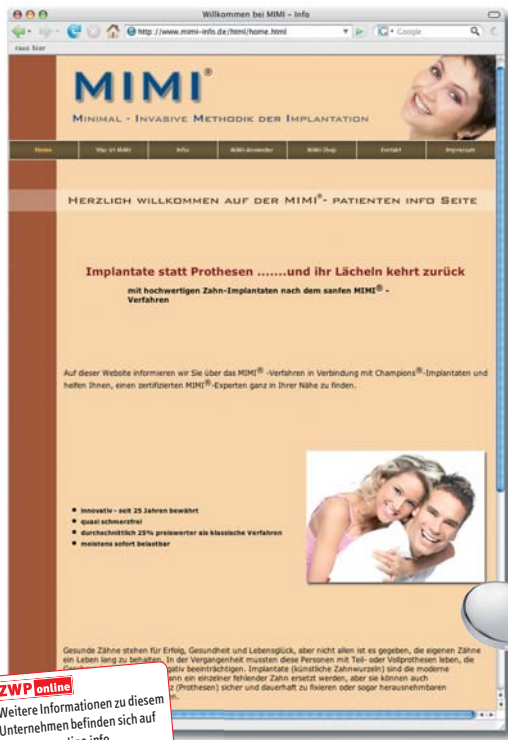 Willkommen bei MIMI – Info
http://www.mimi-info.de/html/home.html
Google
raus hier
MIMI®
Minimal - Invasive Methodik der Implantation
Home Was ist MIMI Infos MIMI-Anwender MIMI-Shop Kontakt Impressum
Herzlich willkommen auf der MIMI®- Patienten Info Seite
Implantate statt Prothesen .......und ihr Lächeln kehrt zurück
mit hochwertigen Zahn-Implantaten nach dem sanfen MIMI® -
Verfahren
Auf dieser Website informieren wir Sie über das MIMI® -Verfahren in Verbindung mit Champions®-Implantaten und
helfen Ihnen, einen zertifizierten MIMI®-Experten ganz in Ihrer Nähe zu finden.
innovativ - seit 25 Jahren bewährt
quasi schmerzfrei
durchschnittlich 25% preiswerter als klassische Verfahren
meistens sofort belastbar
Gesunde Zähne stehen für Erfolg, Gesundheit und Lebensglück, aber nicht allen ist es gegeben, die eigenen Zähne
ein Leben lang zu behalten. In der Vergangenheit mussten diese Personen mit Teil- oder Vollprothesen leben, die
beeinträchtigen. Implantate (künstliche Zahnwurzeln) sind die moderne
ein einzelner fehlender Zahn ersetzt werden, aber sie können auch
(Prothesen) sicher und dauerhaft zu fixieren oder sogar herausnehmbaren
ZWP online
Weitere Informationen zu diesem
Unternehmen befinden sich auf